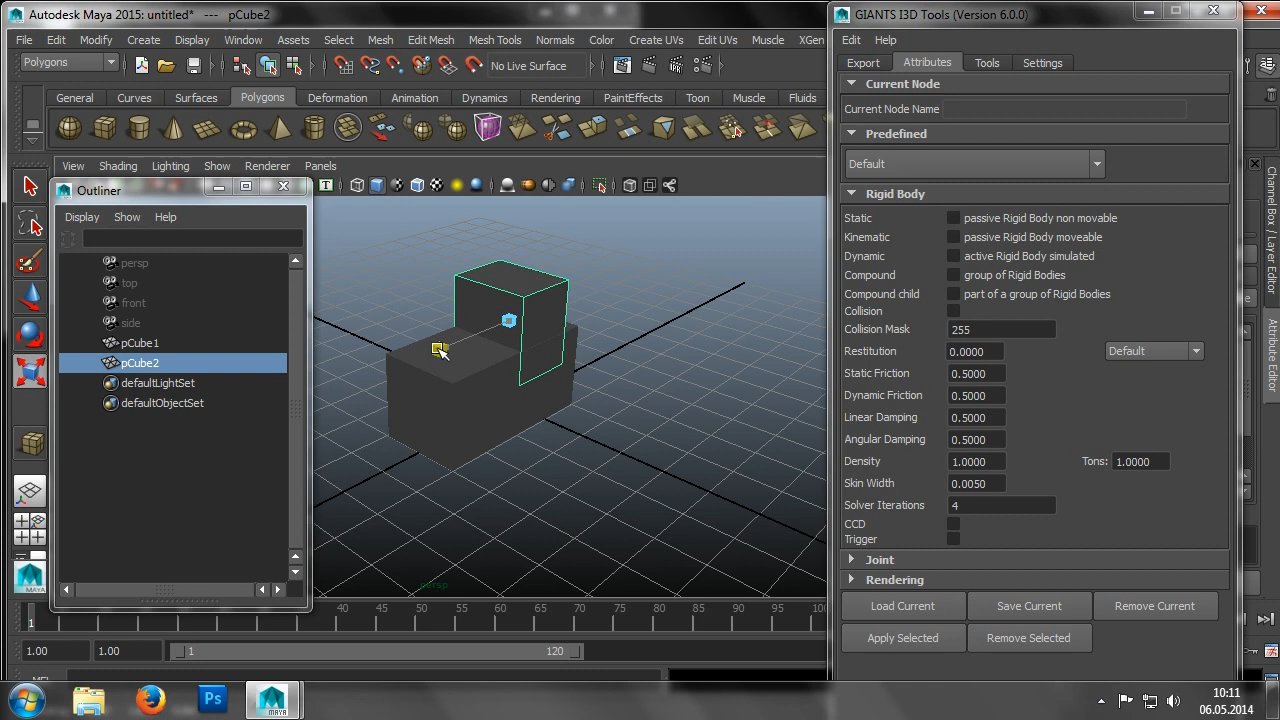 Autodesk Maya 2015: untitled* --- pCube2
File Edit Modify Create Display Window Assets Select Mesh Edit Mesh Mesh Tools Normals Color Create UVs Edit UVs Muscle XGen
Polygons
No Live Surface
General Curves Surfaces Polygons Deformation Animation Dynamics Rendering PaintEffects Toon Muscle Fluids
View Shading Lighting Show Renderer Panels
Outliner
Display Show Help
persp
top
front
side
pCube1
pCube2
defaultLightSet
defaultObjectSet
persp
MAYA
40 45 50 55 60 65 70 75 80 85 90 95 100
1
1.00 1.00 1 120
MEL
GIANTS I3D Tools (Version 6.0.0)
Edit Help
Export Attributes Tools Settings
Current Node
Current Node Name
Predefined
Default
Rigid Body
Static passive Rigid Body non movable
Kinematic passive Rigid Body moveable
Dynamic active Rigid Body simulated
Compound group of Rigid Bodies
Compound child part of a group of Rigid Bodies
Collision
Collision Mask 255
Restitution 0.0000 Default
Static Friction 0.5000
Dynamic Friction 0.5000
Linear Damping 0.5000
Angular Damping 0.5000
Density 1.0000 Tons: 1.0000
Skin Width 0.0050
Solver Iterations 4
CCD
Trigger
Joint
Rendering
Load Current Save Current Remove Current
Apply Selected Remove Selected
Channel Box / Layer Editor
Attribute Editor
Ps
MAYA
10:11
06.05.2014